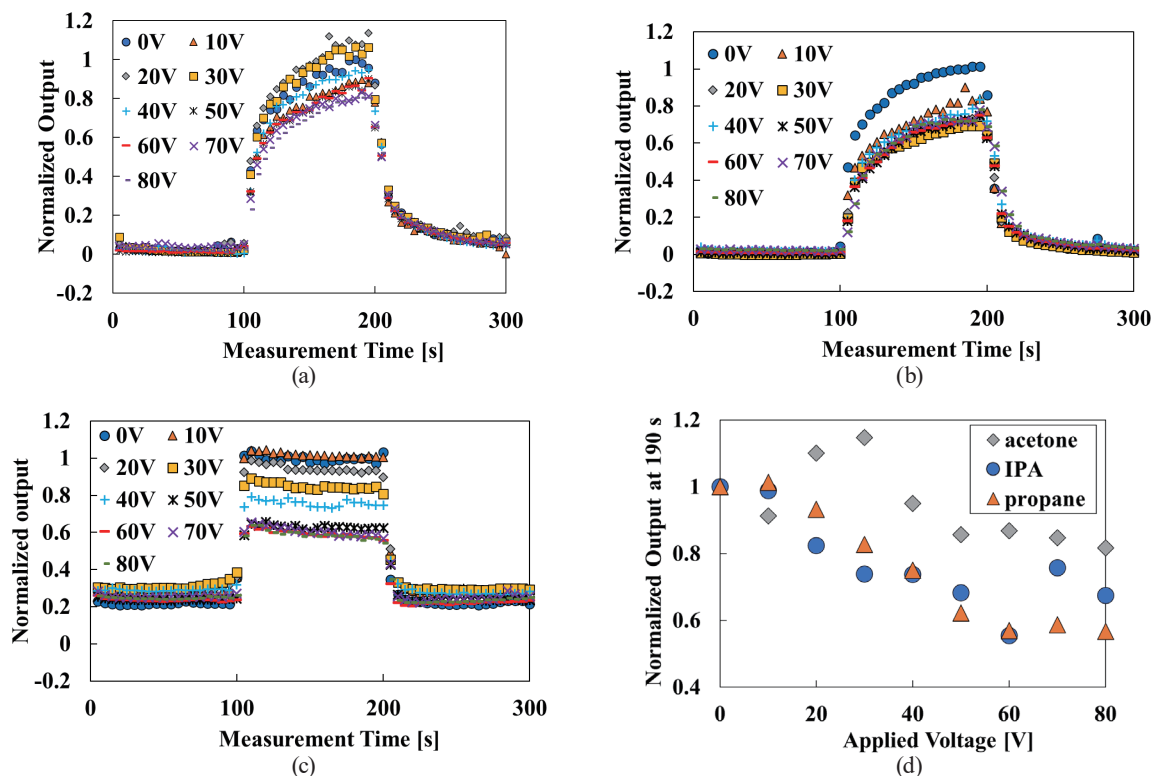 1.2
1
0.8
0.6
0.4
0.2
0
-0.2
Normalized Output
0V 10V
20V 30V
40V 50V
60V 70V
80V
0 100 200 300
Measurement Time [s]
(a)
1.2
1
0.8
0.6
0.4
0.2
0
-0.2
Normalized output
0V 10V
20V 30V
40V 50V
60V 70V
80V
0 100 200 300
Measurement Time [s]
(b)
1.2
1
0.8
0.6
0.4
0.2
0
-0.2
Normalized output
0V 10V
20V 30V
40V 50V
60V 70V
80V
0 100 200 300
Measurement Time [s]
(c)
1.2
1
0.8
0.6
0.4
Normalized Output at 190 s
acetone
IPA
propane
0 20 40 60 80
Applied Voltage [V]
(d)